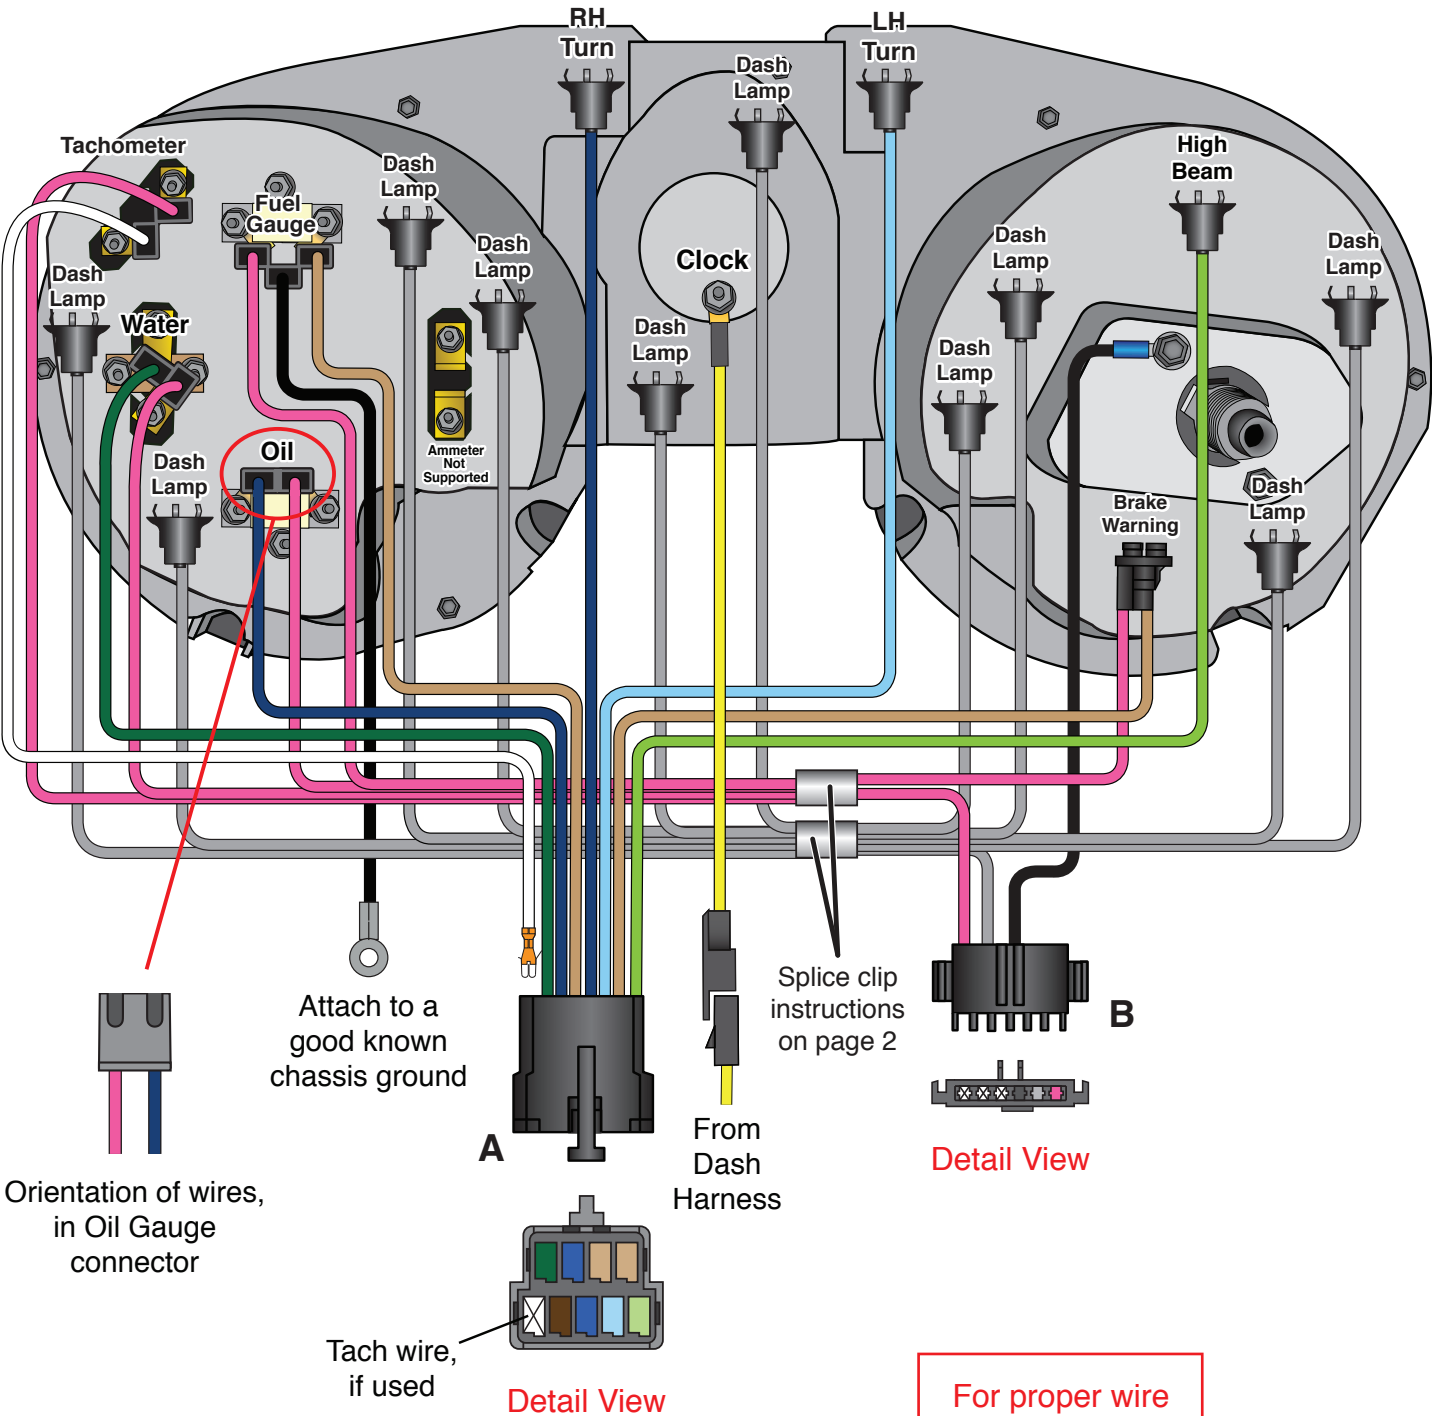 RH
Turn
LH
Turn
Dash
Lamp
Tachometer
Dash
Lamp
High
Beam
Fuel
Gauge
Dash
Lamp
Dash
Lamp
Dash
Lamp
Dash
Lamp
Clock
Water
Dash
Lamp
Dash
Lamp
Oil
Ammeter
Not
Supported
Dash
Lamp
Dash
Lamp
Brake
Warning
Splice clip
instructions
on page 2
Attach to a
good known
chassis ground
B
A
From
Dash
Harness
Detail View
Orientation of wires,
in Oil Gauge
connector
Tach wire,
if used
Detail View
For proper wire